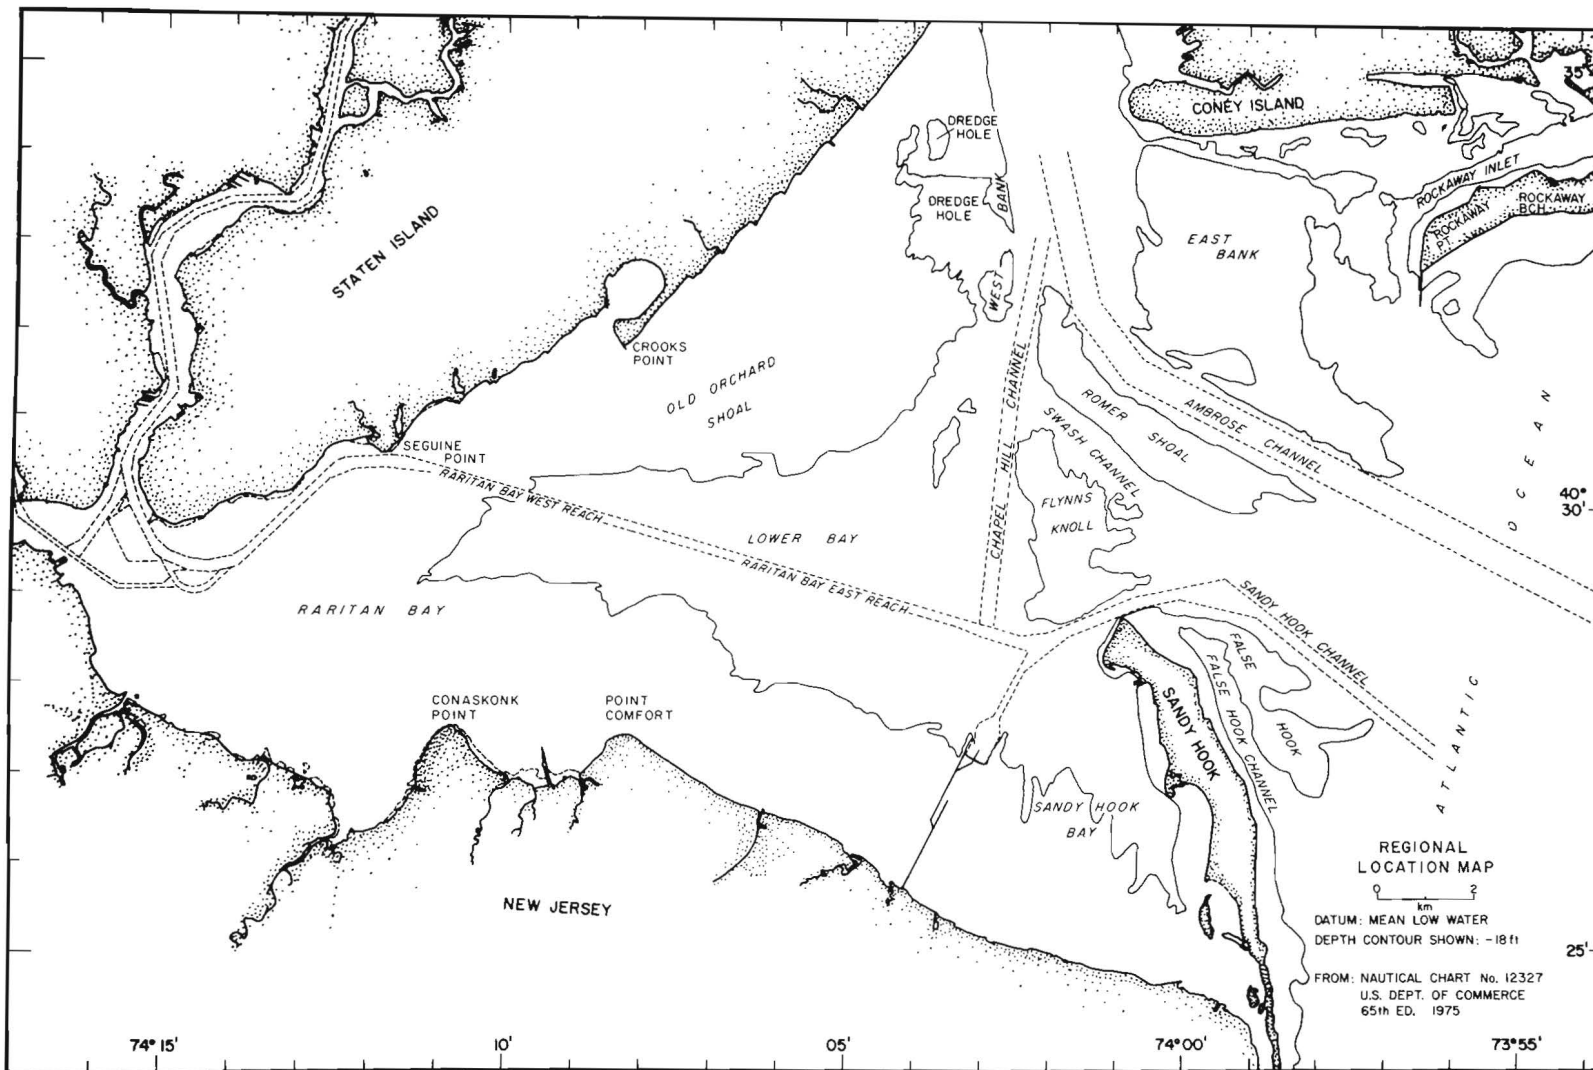 DREDGE
HOLE
CONEY ISLAND
35'
BANK
DREDGE
HOLE
ROCKAWAY INLET
ROCKAWAY
PT.
ROCKAWAY
BCH.
STATEN ISLAND
EAST
BANK
WEST
CROOKS
POINT
OLD ORCHARD
SHOAL
CHAPEL HILL CHANNEL
ROMER
SHOAL
SWASH CHANNEL
AMBROSE CHANNEL
OCEAN
SEGUINE
POINT
RARITAN BAY WEST REACH
FLYNNS
KNOLL
40°
30'
LOWER BAY
RARITAN BAY EAST REACH
RARITAN BAY
SANDY HOOK CHANNEL
FALSE
HOOK
FALSE HOOK CHANNEL
SANDY HOOK
ATLANTIC
CONASKONK
POINT
POINT
COMFORT
SANDY HOOK
BAY
NEW JERSEY
REGIONAL
LOCATION MAP
0 2
km
DATUM: MEAN LOW WATER
DEPTH CONTOUR SHOWN: -18ft
25'
FROM: NAUTICAL CHART No. 12327
U.S. DEPT. OF COMMERCE
65th ED. 1975
74°15' 10' 05' 74°00' 73°55'